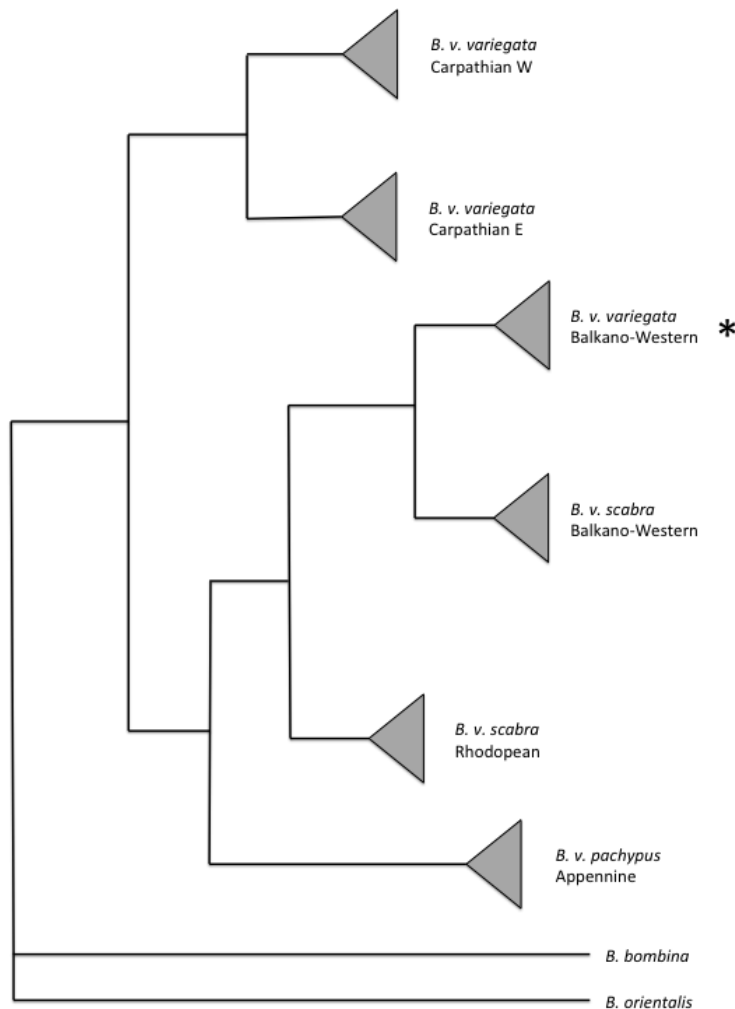 B. v. variegata
Carpathian W
B. v. variegata
Carpathian E
B. v. variegata
Balkano-Western *
B. v. scabra
Balkano-Western
B. v. scabra
Rhodopean
B. v. pachypus
Appennine
B. bombina
B. orientalis